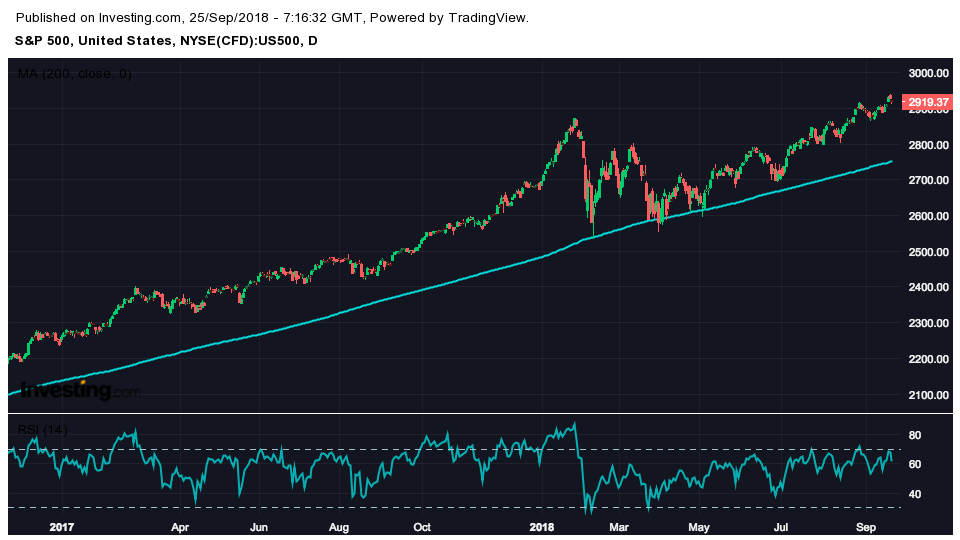 Published on Investing.com, 25/Sep/2018 - 7:16:32 GMT, Powered by TradingView.
S&P 500, United States, NYSE(CFD):US500, D
MA (200, close, 0)
3000.00
2919.37
2900.00
2800.00
2700.00
2600.00
2500.00
2400.00
2300.00
2200.00
2100.00
Investing.com
RSI (14)
80
60
40
2017 Apr Jun Aug Oct 2018 Mar May Jul Sep